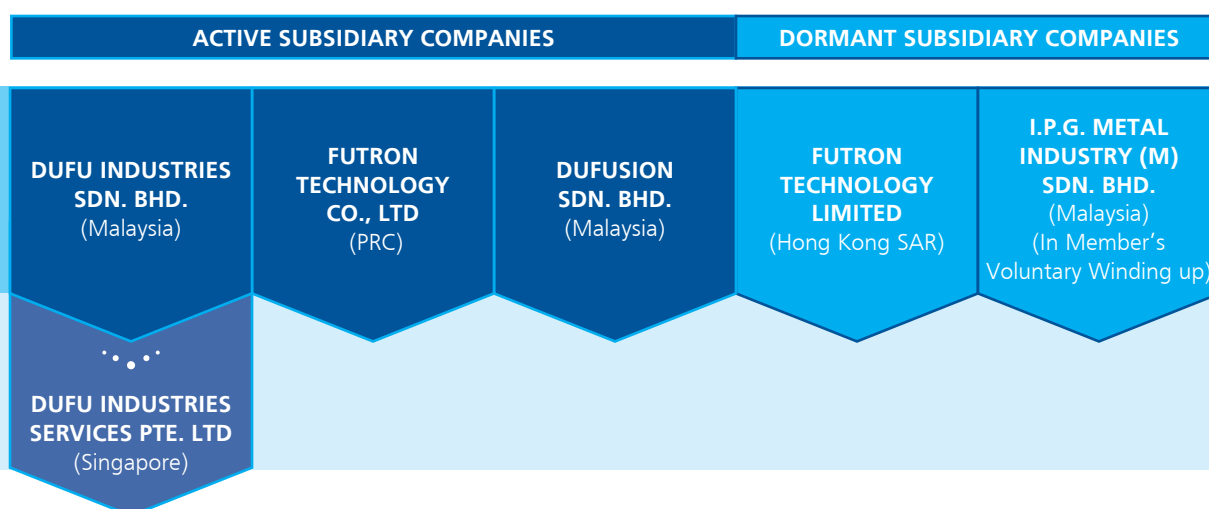 ACTIVE SUBSIDIARY COMPANIES
DORMANT SUBSIDIARY COMPANIES
DUFU INDUSTRIES
SDN. BHD.
(Malaysia)
FUTRON
TECHNOLOGY
CO., LTD
(PRC)
DUFUSION
SDN. BHD.
(Malaysia)
FUTRON
TECHNOLOGY
LIMITED
(Hong Kong SAR)
I.P.G. METAL
INDUSTRY (M)
SDN. BHD.
(Malaysia)
(In Member’s
Voluntary Winding up)
DUFU INDUSTRIES
SERVICES PTE. LTD
(Singapore)